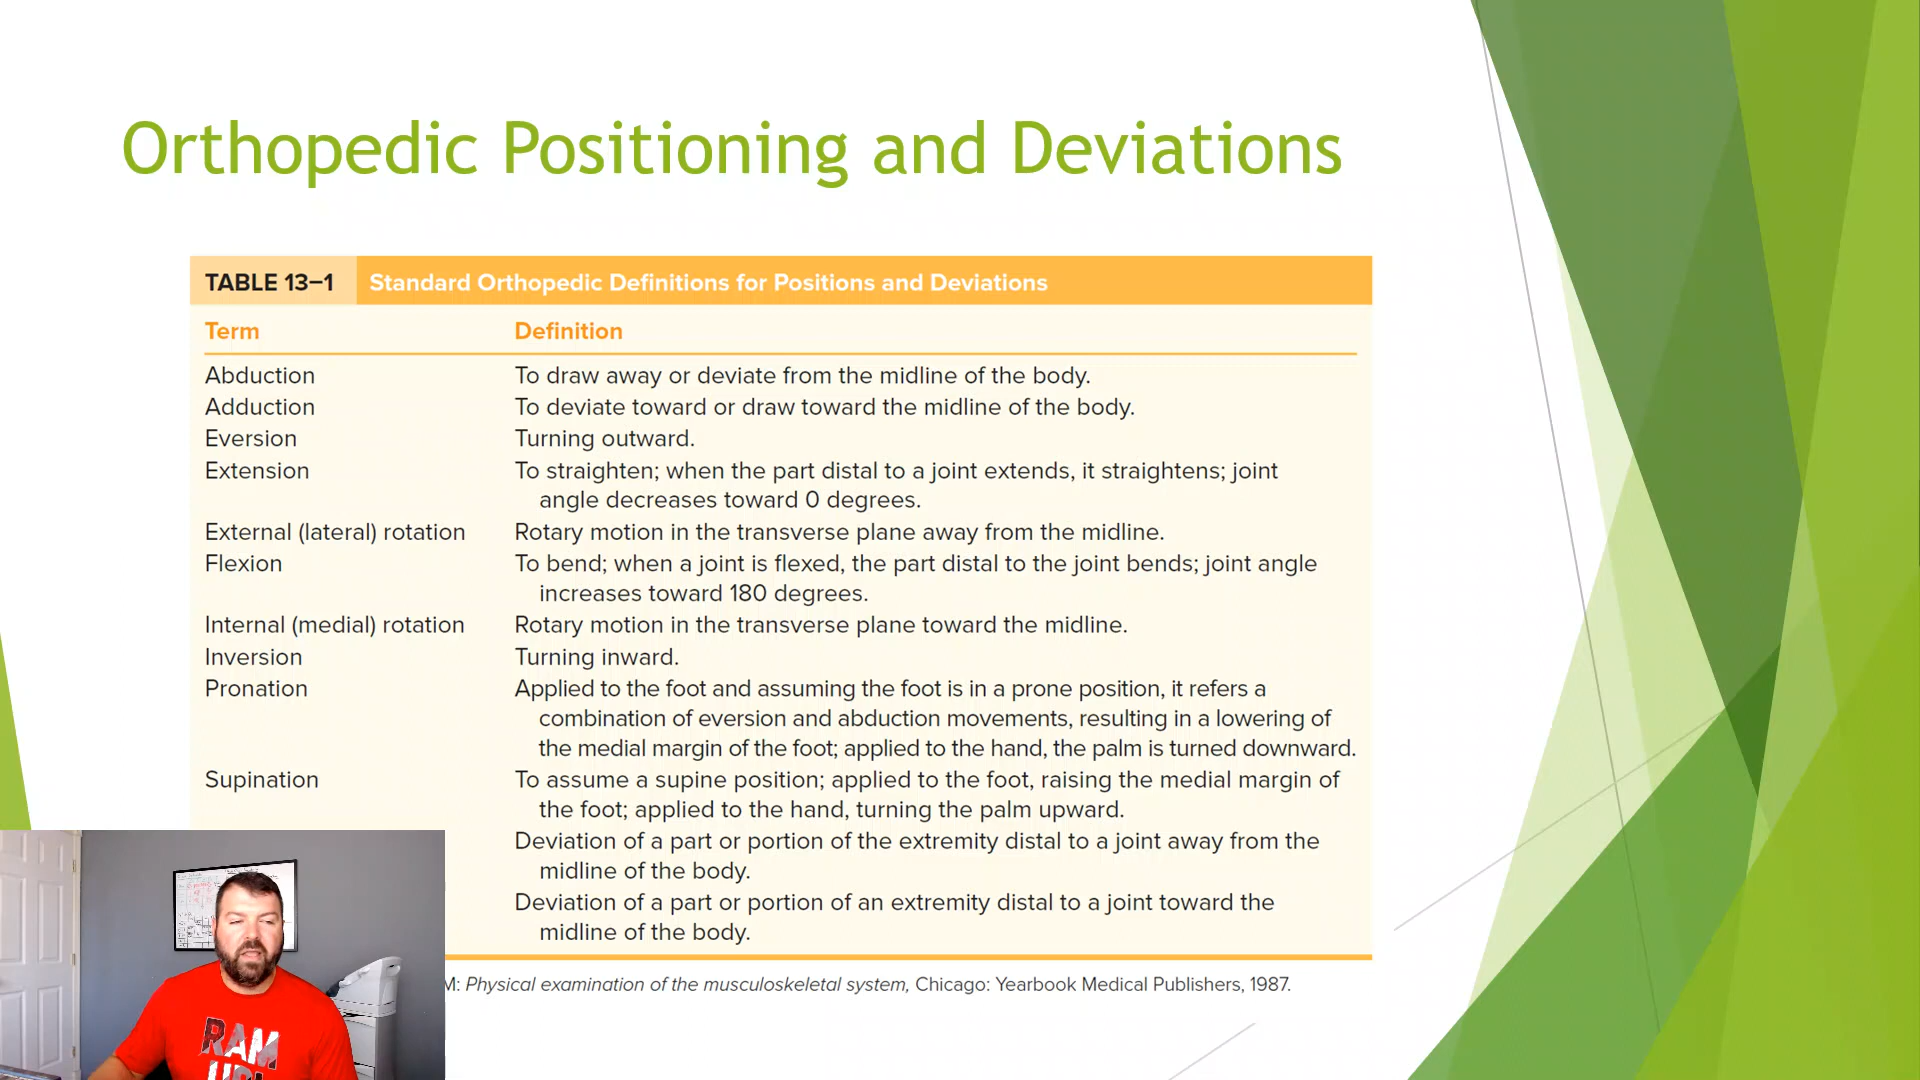 Orthopedic Positioning and Deviations
TABLE 13–1 Standard Orthopedic Definitions for Positions and Deviations
Term Definition
Abduction To draw away or deviate from the midline of the body.
Adduction To deviate toward or draw toward the midline of the body.
Eversion Turning outward.
Extension To straighten; when the part distal to a joint extends, it straightens; joint
angle decreases toward 0 degrees.
External (lateral) rotation Rotary motion in the transverse plane away from the midline.
Flexion To bend; when a joint is flexed, the part distal to the joint bends; joint angle
increases toward 180 degrees.
Internal (medial) rotation Rotary motion in the transverse plane toward the midline.
Inversion Turning inward.
Pronation Applied to the foot and assuming the foot is in a prone position, it refers a
combination of eversion and abduction movements, resulting in a lowering of
the medial margin of the foot; applied to the hand, the palm is turned downward.
Supination To assume a supine position; applied to the foot, raising the medial margin of
the foot; applied to the hand, turning the palm upward.
Deviation of a part or portion of the extremity distal to a joint away from the
midline of the body.
Deviation of a part or portion of an extremity distal to a joint toward the
midline of the body.
M: Physical examination of the musculoskeletal system, Chicago: Yearbook Medical Publishers, 1987.
RAM